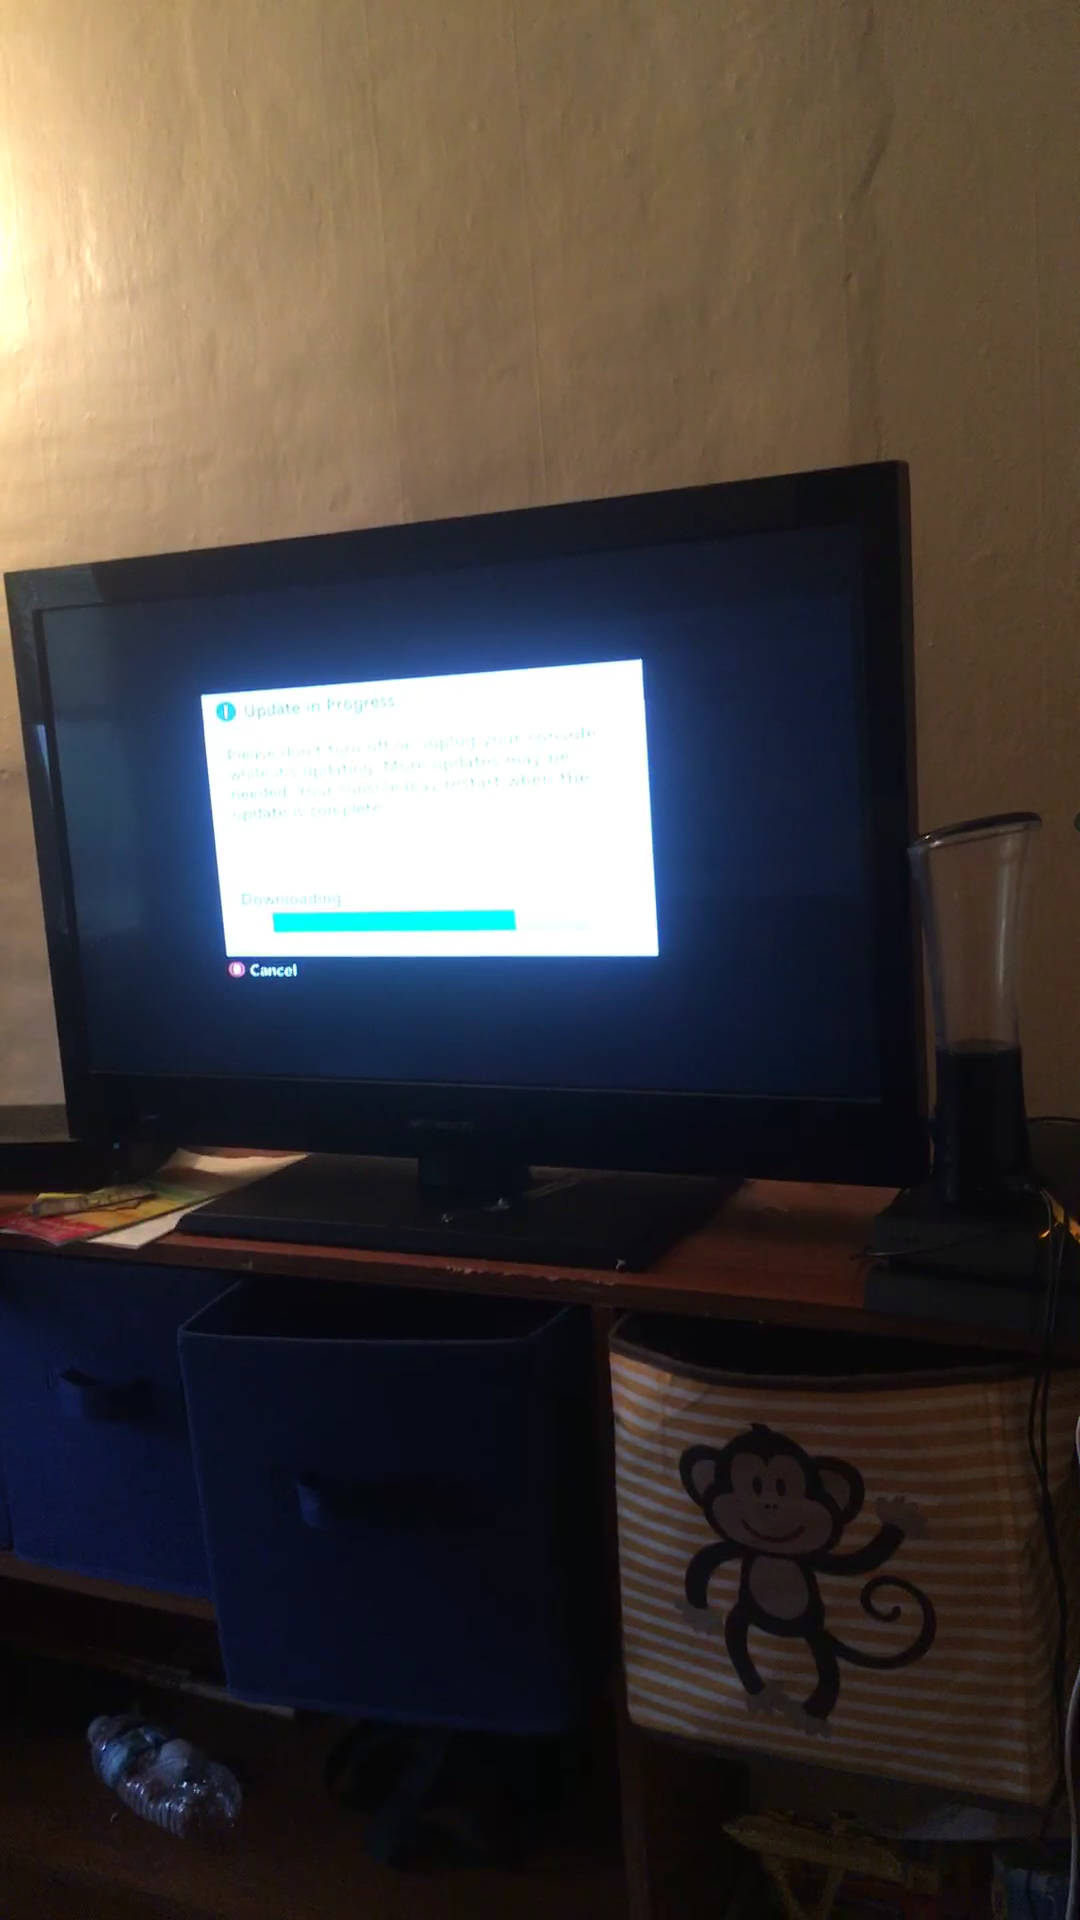 Update in Progress
Please don't turn off or unplug your console
while it's updating. More updates may be
needed. Your console may restart when the
update is complete.
Downloading
Cancel